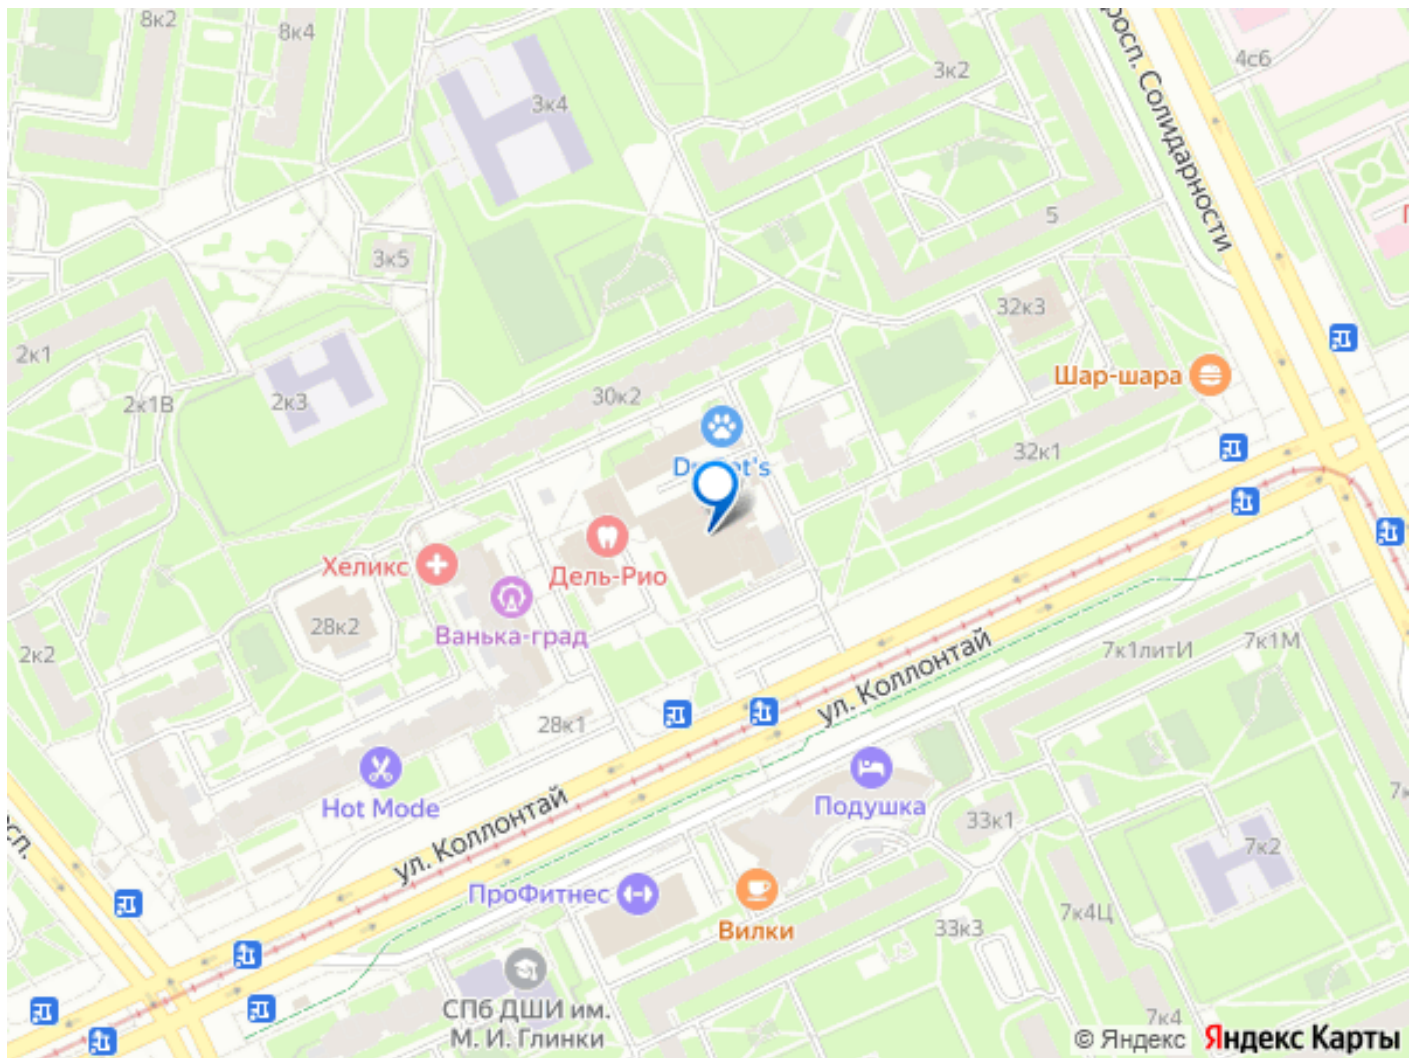 8к2
8к4
просп. Солидарности
4с6
3к2
3к4
5
3к5
32к3
2к1
Шар-шара
2к1В
2к3
30к2
32к1
Хеликс
Дель-Рио
Ванька-град
28к2
2к2
ул. Коллонтай
7к1литИ
7к1М
28к1
Hot Mode
Подушка
33к1
ул. Коллонтай
7к2
ПроФитнес
Вилки
7к4Ц
33к3
СПб ДШИ им.
М. И. Глинки
7к4
© Яндекс Яндекс Карты